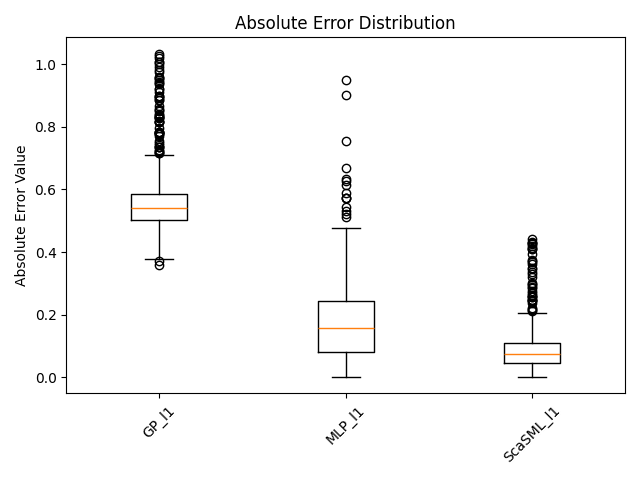 Absolute Error Distribution
Absolute Error Value
1.0
0.8
0.6
0.4
0.2
0.0
GP_l1
MLP_l1
ScaSML_l1